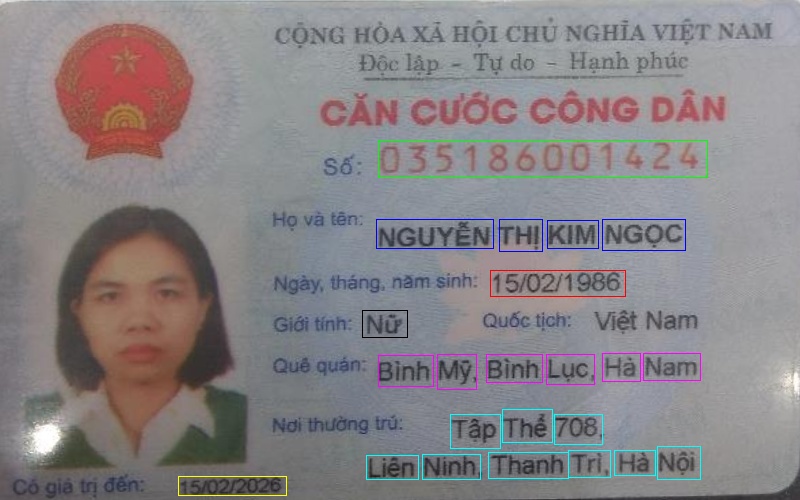 CỘNG HÒA XÃ HỘI CHỦ NGHĨA VIỆT NAM
Độc lập - Tự do - Hạnh phúc
CĂN CƯỚC CÔNG DÂN
Số: 035186001424
Họ và tên: NGUYỄN THỊ KIM NGỌC
Ngày, tháng, năm sinh: 15/02/1986
Giới tính: Nữ Quốc tịch: Việt Nam
Quê quán: Bình Mỹ, Bình Lục, Hà Nam
Nơi thường trú: Tập Thể 708,
Liên Ninh, Thanh Trì, Hà Nội
Có giá trị đến: 15/02/2026